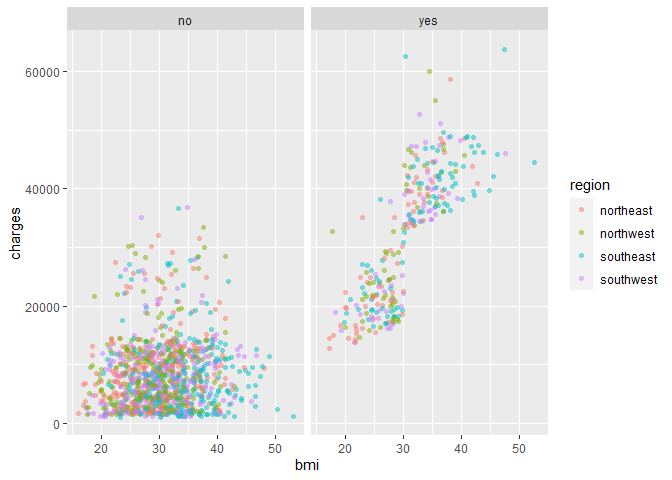 no yes
60000
40000
20000
0
charges
20 30 40 50 20 30 40 50
bmi
region
northeast
northwest
southeast
southwest